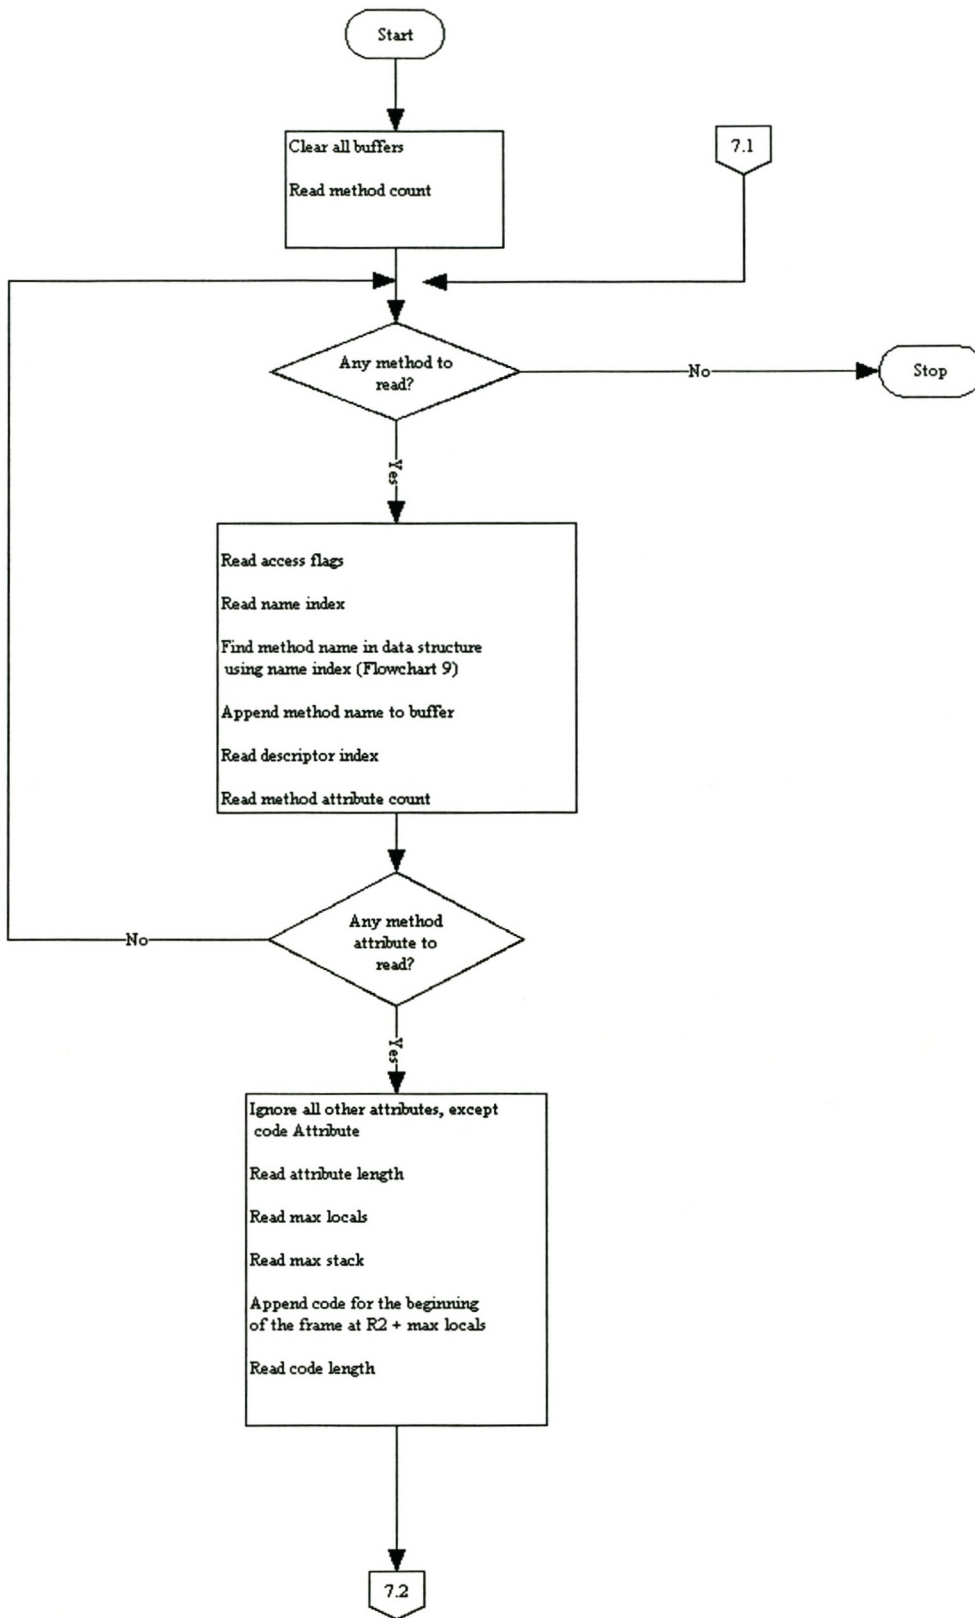 Start
Clear all buffers
Read method count
7.1
Any method to
read?
No
Stop
Yes
Read access flags
Read name index
Find method name in data structure
using name index (Flowchart 9)
Append method name to buffer
Read descriptor index
Read method attribute count
Any method
attribute to
read?
No
Yes
Ignore all other attributes, except
code Attribute
Read attribute length
Read max locals
Read max stack
Append code for the beginning
of the frame at R2 + max locals
Read code length
7.2